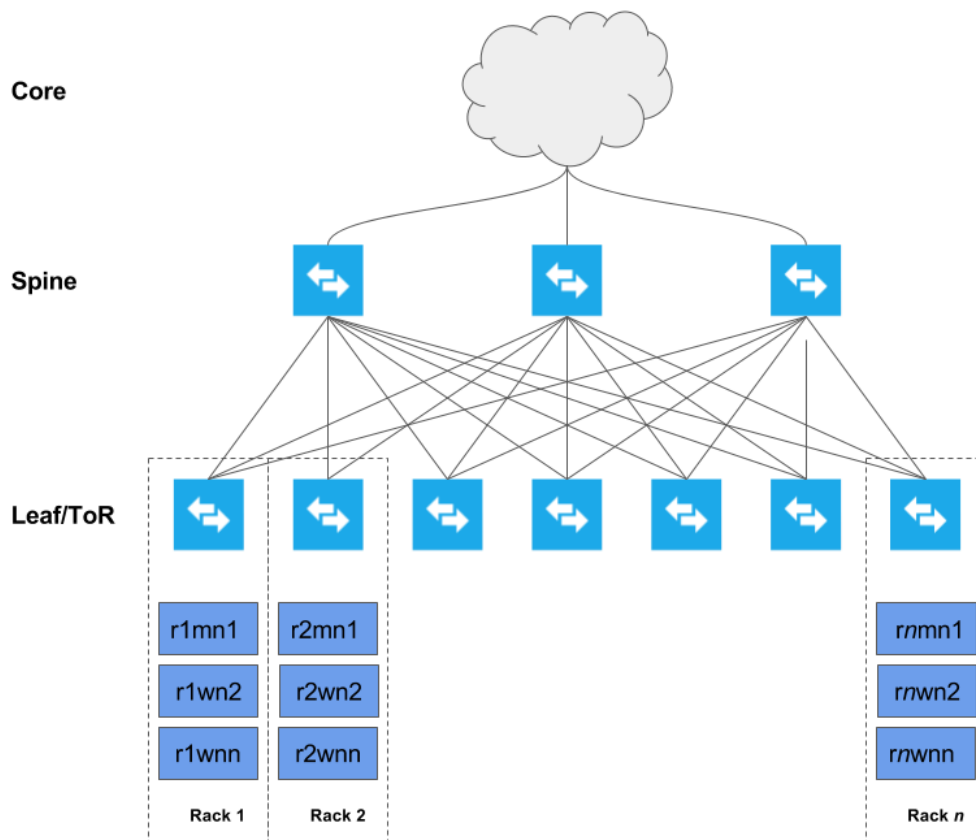 Core
Spine
Leaf/ToR
r1mn1
r2mn1
rnmn1
r1wn2
r2wn2
rnwn2
r1wnn
r2wnn
rnwnn
Rack 1
Rack 2
Rack n